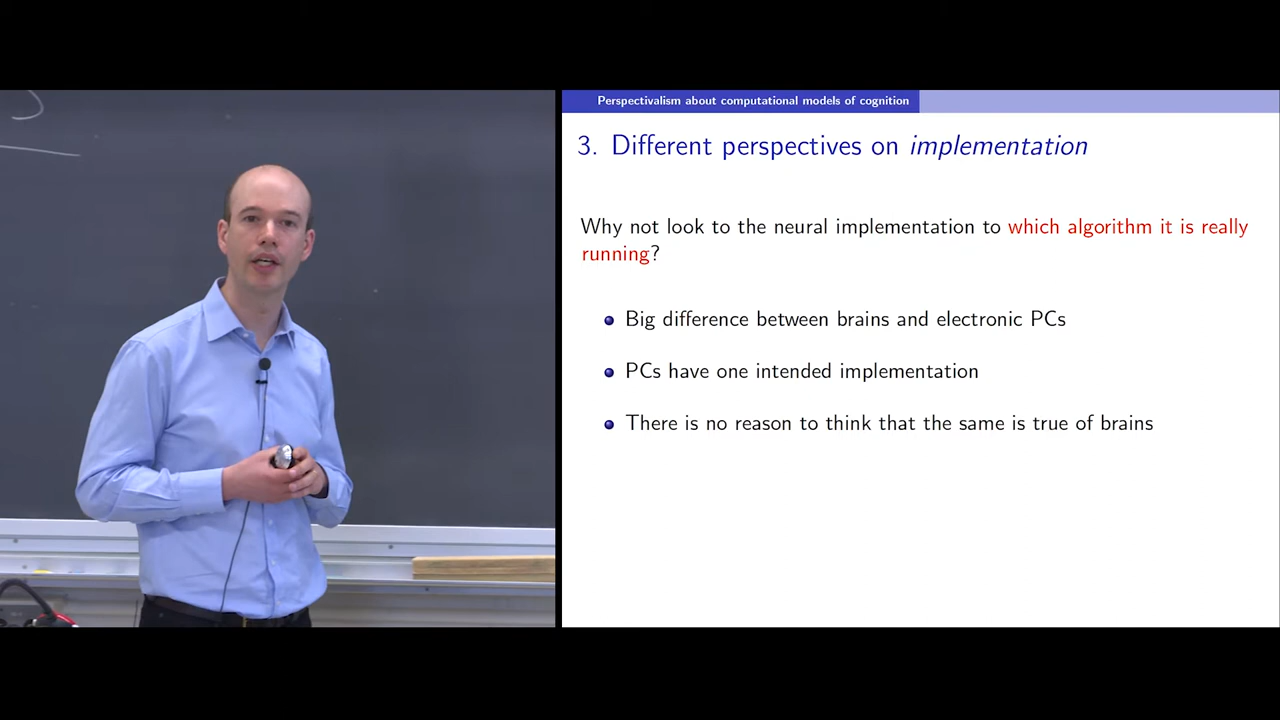 Perspectivalism about computational models of cognition
3. Different perspectives on implementation
Why not look to the neural implementation to which algorithm it is really
running?
Big difference between brains and electronic PCs
PCs have one intended implementation
There is no reason to think that the same is true of brains